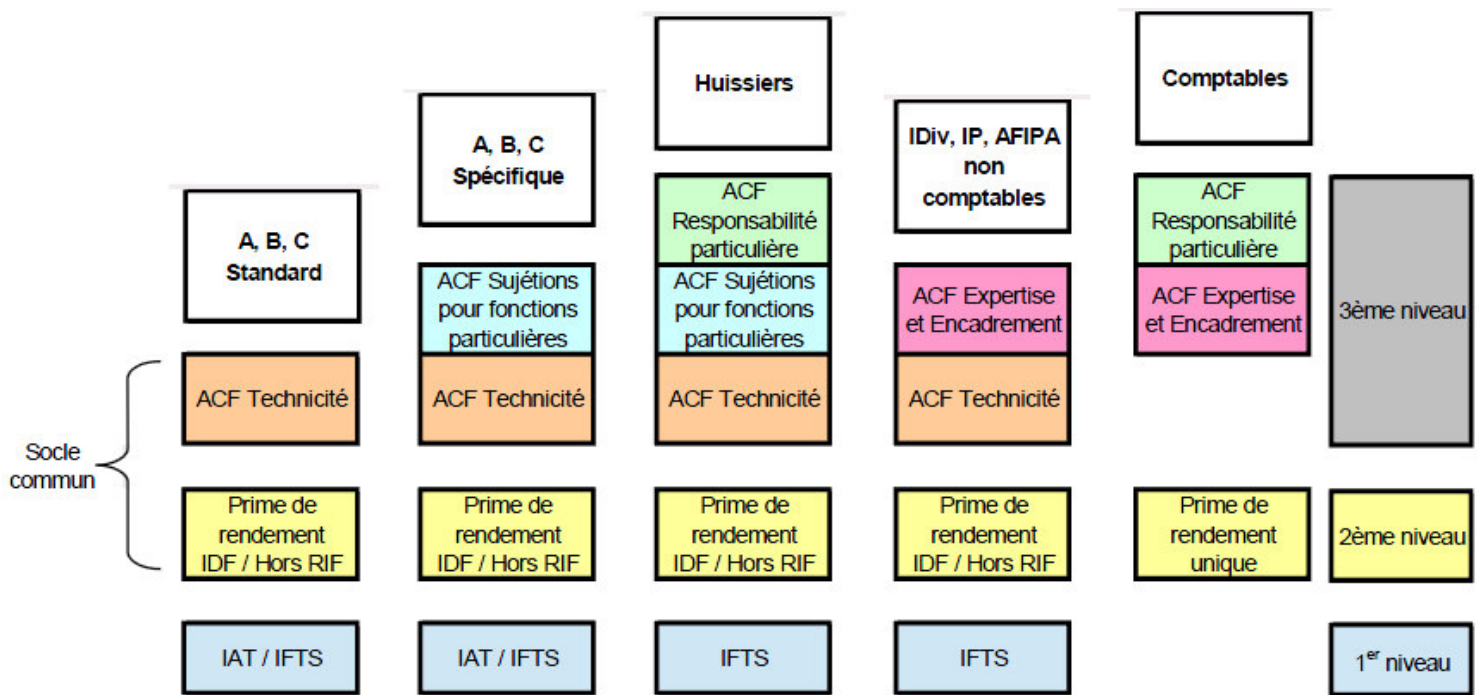 Huissiers
Comptables
A, B, C
Spécifique
IDiv, IP, AFIPA
non
comptables
A, B, C
Standard
ACF
Responsabilité
particulière
ACF
Responsabilité
particulière
ACF Sujétions
pour fonctions
particulières
ACF Sujétions
pour fonctions
particulières
ACF Expertise
et Encadrement
ACF Expertise
et Encadrement
3ème niveau
Socle
commun
ACF Technicité
ACF Technicité
ACF Technicité
ACF Technicité
Prime de
rendement
IDF / Hors RIF
Prime de
rendement
IDF / Hors RIF
Prime de
rendement
IDF / Hors RIF
Prime de
rendement
IDF / Hors RIF
Prime de
rendement
unique
2ème niveau
IAT / IFTS
IAT / IFTS
IFTS
IFTS
1er niveau